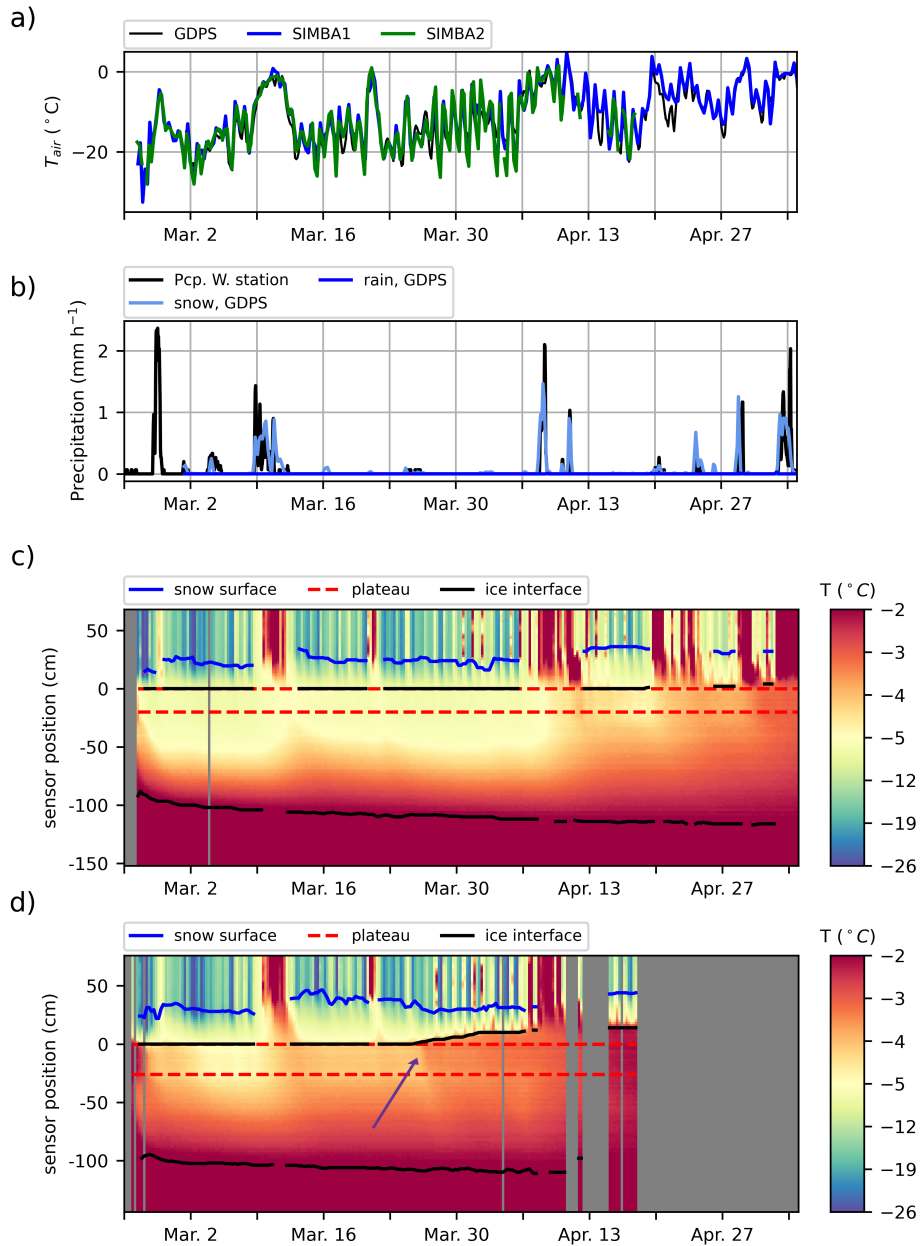 a)
GDPS SIMBA1 SIMBA2
T_air (°C)
0
−20
Mar. 2 Mar. 16 Mar. 30 Apr. 13 Apr. 27
b)
Pcp. W. station rain, GDPS
snow, GDPS
Precipitation (mm h⁻¹)
2
1
0
Mar. 2 Mar. 16 Mar. 30 Apr. 13 Apr. 27
c)
snow surface plateau ice interface
T (°C)
sensor position (cm)
50
0
-50
-100
-150
−2
−3
−4
−5
−12
−19
−26
Mar. 2 Mar. 16 Mar. 30 Apr. 13 Apr. 27
d)
snow surface plateau ice interface
T (°C)
sensor position (cm)
50
0
-50
-100
−2
−3
−4
−5
−12
−19
−26
Mar. 2 Mar. 16 Mar. 30 Apr. 13 Apr. 27